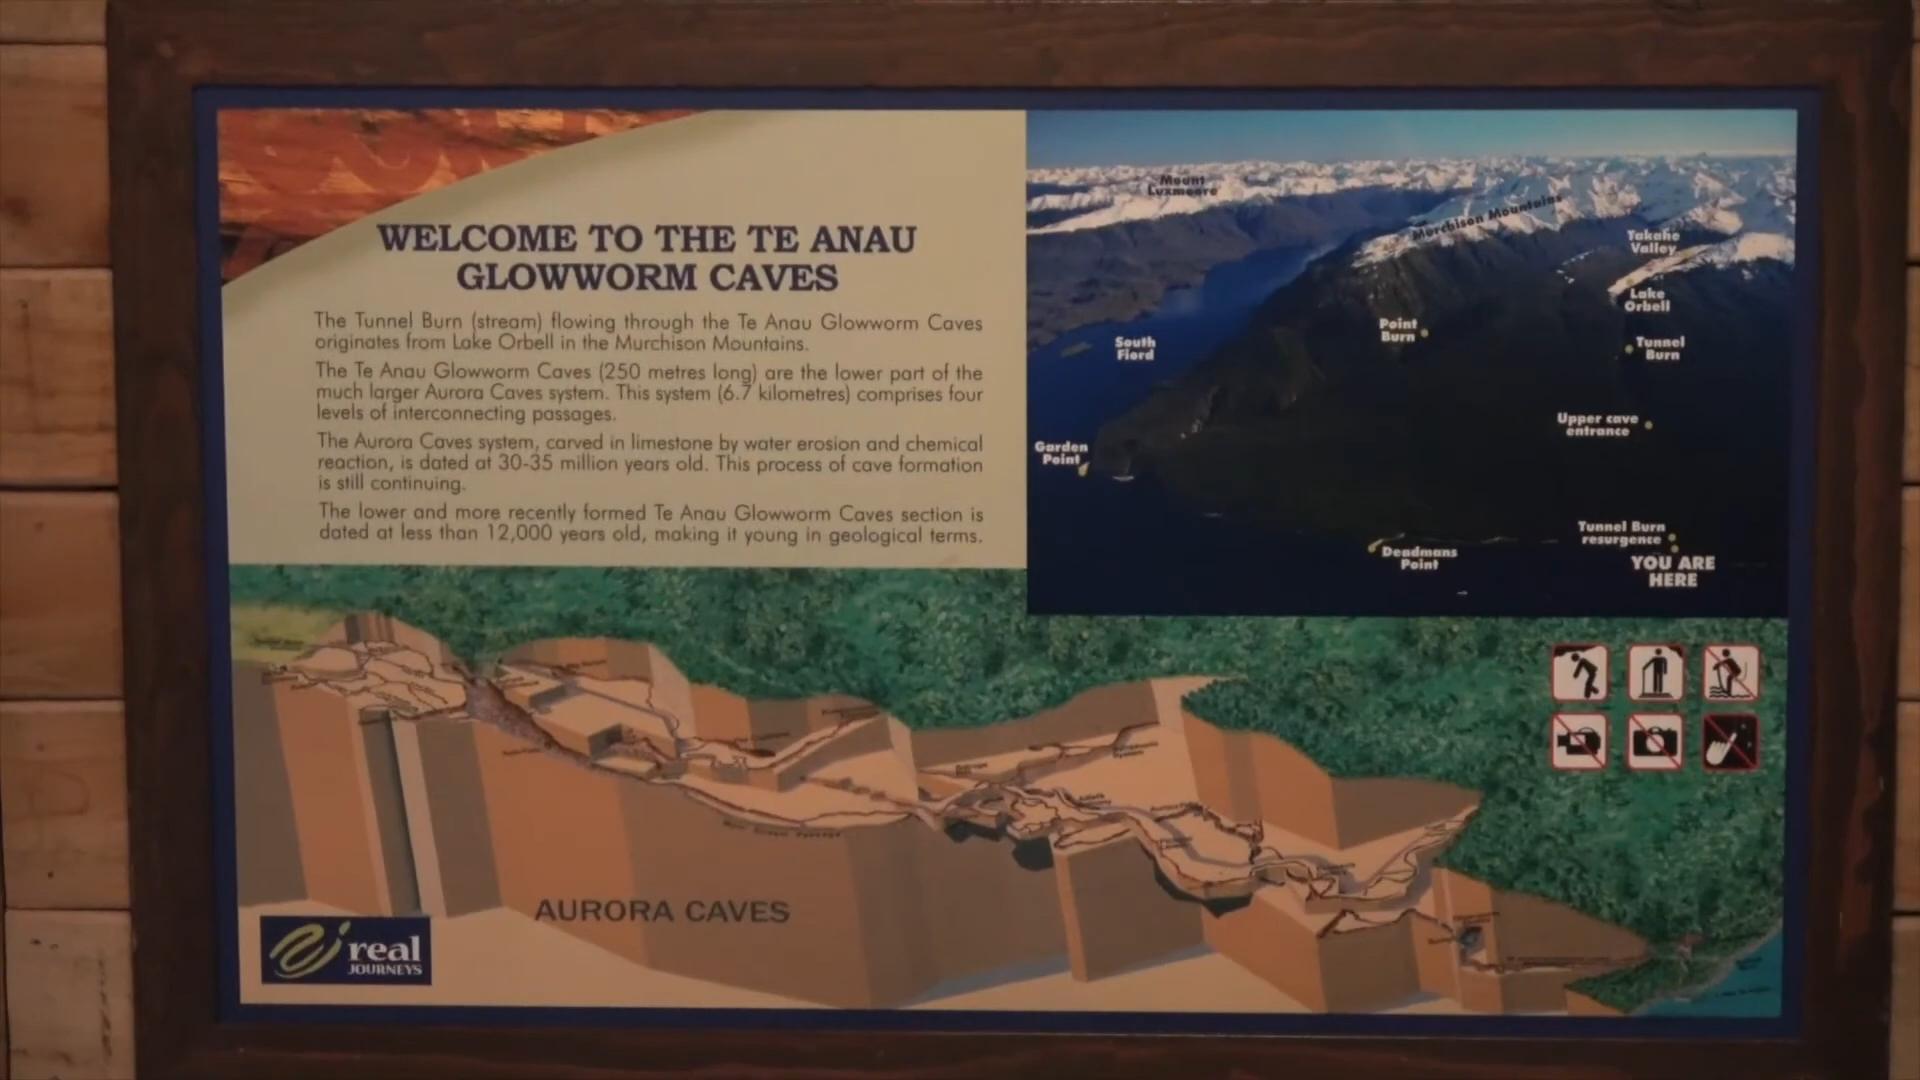 WELCOME TO THE TE ANAU
GLOWWORM CAVES
The Tunnel Burn (stream) flowing through the Te Anau Glowworm Caves
originates from Lake Orbell in the Murchison Mountains.
The Te Anau Glowworm Caves (250 metres long) are the lower part of the
much larger Aurora Caves system. This system (6.7 kilometres) comprises four
levels of interconnecting passages.
The Aurora Caves system, carved in limestone by water erosion and chemical
reaction, is dated at 30-35 million years old. This process of cave formation
is still continuing.
The lower and more recently formed Te Anau Glowworm Caves section is
dated at less than 12,000 years old, making it young in geological terms.
Mount
Luxmoore
Murchison Mountains
Takahe
Valley
Lake
Orbell
Point
Burn
South
Fiord
Tunnel
Burn
Upper cave
entrance
Garden
Point
Tunnel Burn
resurgence
Deadmans
Point
YOU ARE
HERE
AURORA CAVES
real
JOURNEYS